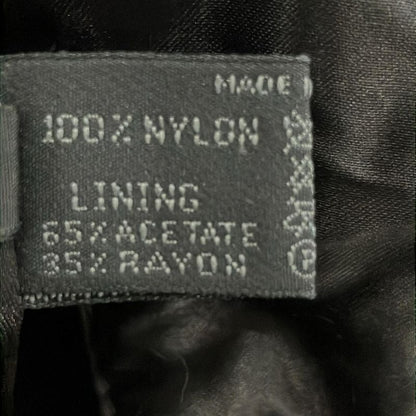 MADE
100% NYLON
LINING
65% ACETATE
35% RAYON